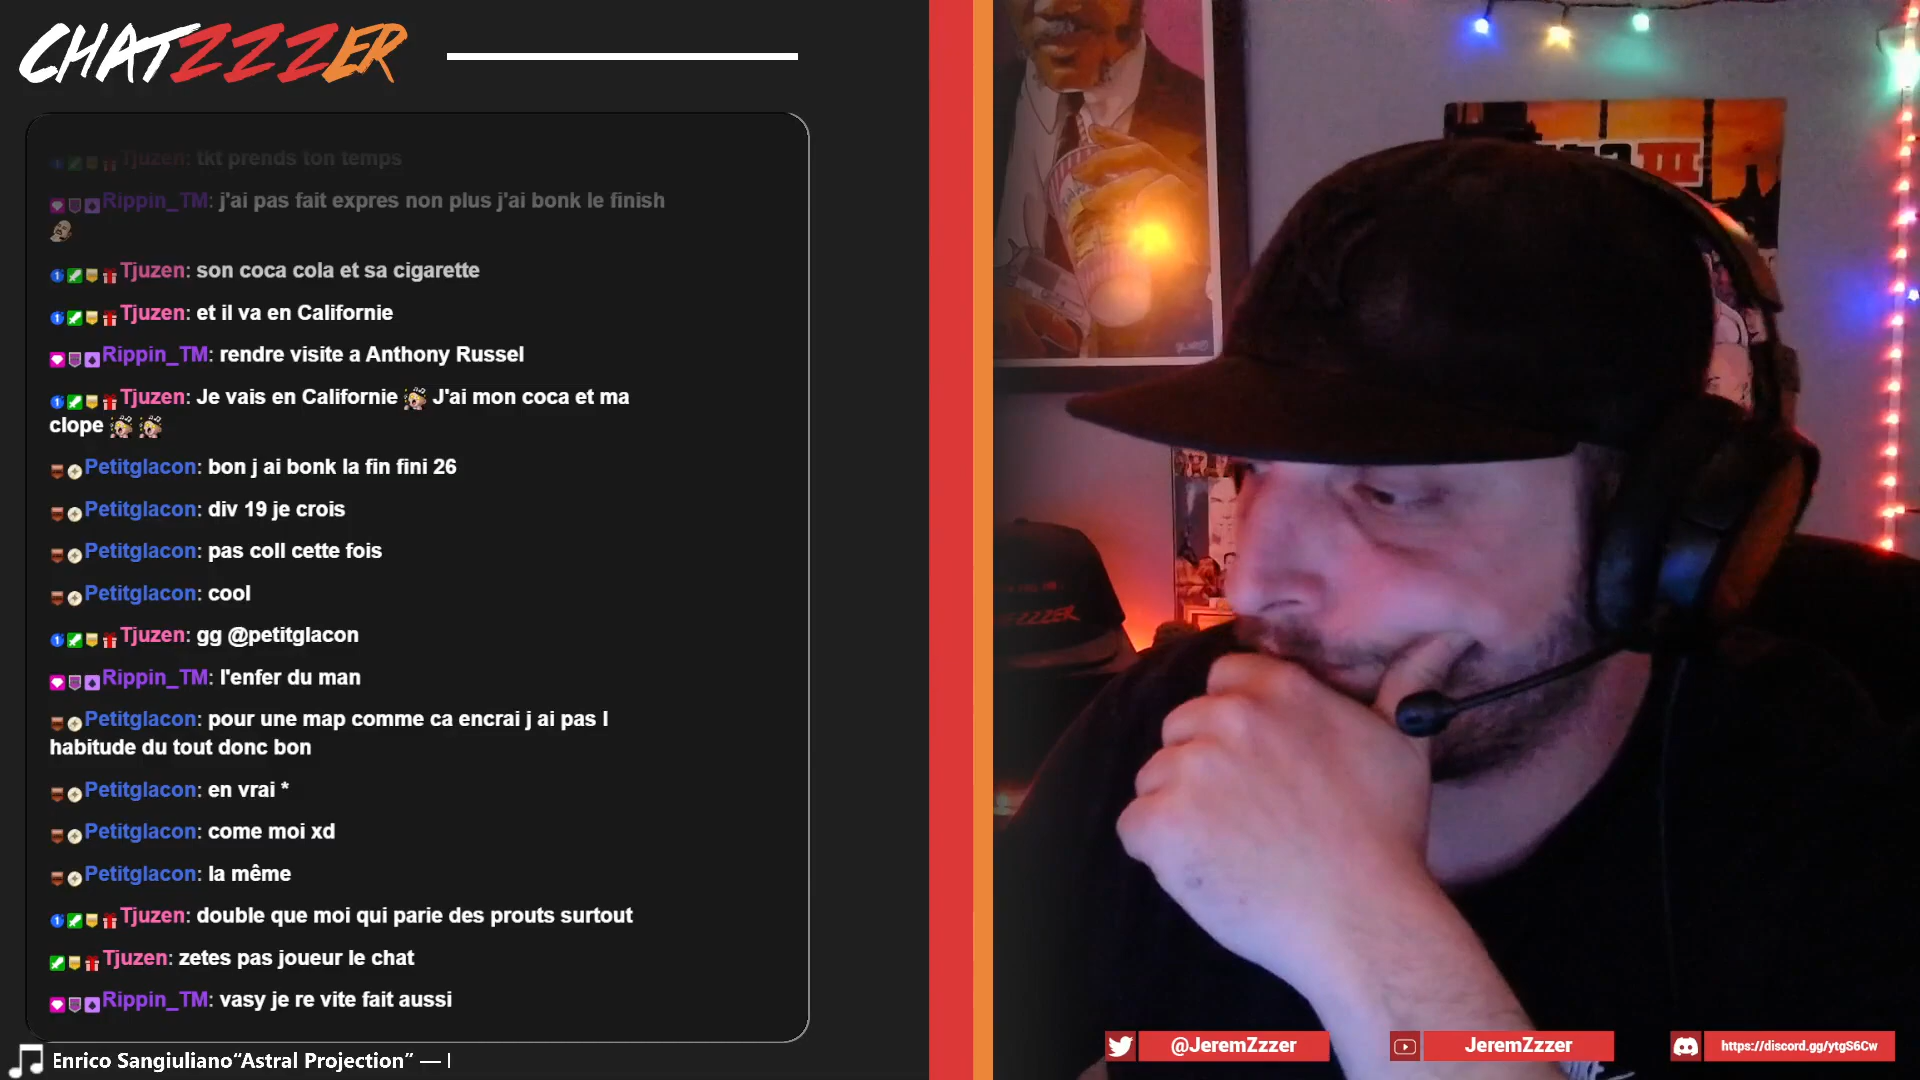 CHATZZZER
Tjuzen: tkt prends ton temps
Rippin_TM: j'ai pas fait expres non plus j'ai bonk le finish
Tjuzen: son coca cola et sa cigarette
Tjuzen: et il va en Californie
Rippin_TM: rendre visite a Anthony Russel
Tjuzen: Je vais en Californie J'ai mon coca et ma
clope
Petitglacon: bon j ai bonk la fin fini 26
Petitglacon: div 19 je crois
Petitglacon: pas coll cette fois
Petitglacon: cool
Tjuzen: gg @petitglacon
Rippin_TM: l'enfer du man
Petitglacon: pour une map comme ca encrai j ai pas l
habitude du tout donc bon
Petitglacon: en vrai *
Petitglacon: come moi xd
Petitglacon: la même
Tjuzen: double que moi qui parie des prouts surtout
Tjuzen: zetes pas joueur le chat
Rippin_TM: vasy je re vite fait aussi
Enrico Sangiuliano“Astral Projection” — |
III
@JeremZzzer
JeremZzzer
https://discord.gg/ytgS6Cw